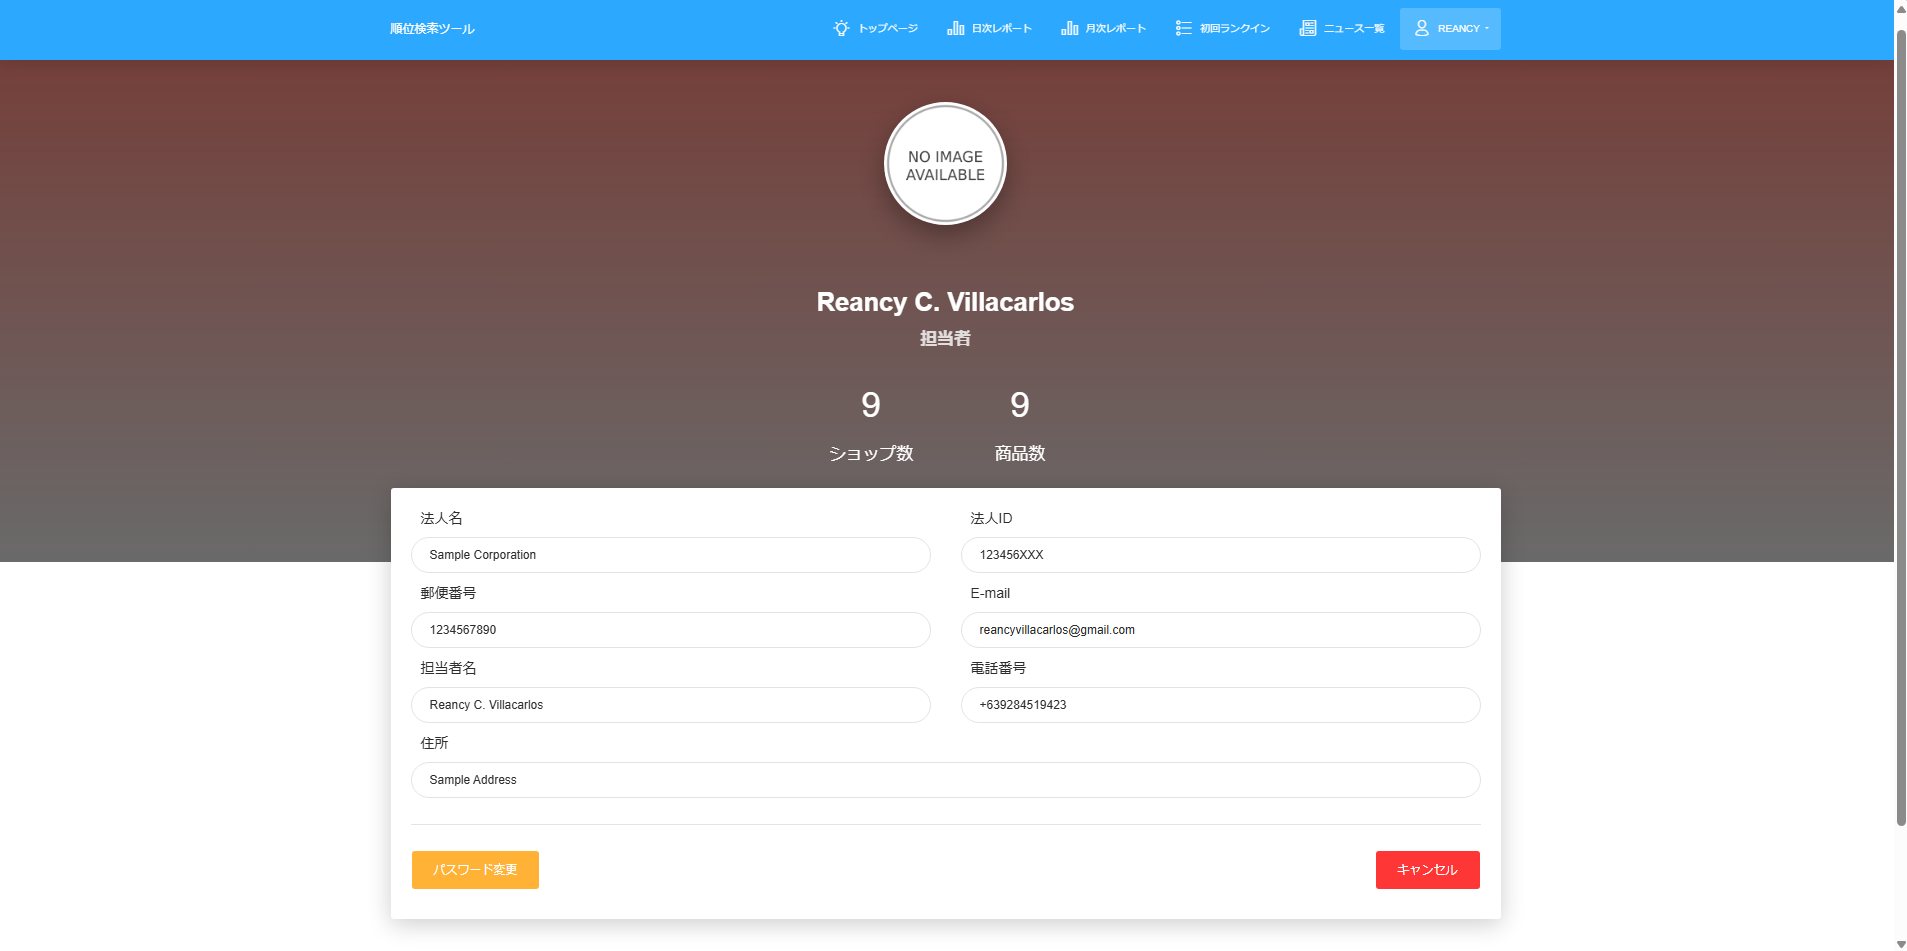 順位検索ツール
トップページ
日次レポート
月次レポート
初回ランクイン
ニュース一覧
REANCY
NO IMAGE
AVAILABLE
Reancy C. Villacarlos
担当者
9
9
ショップ数
商品数
法人名
法人ID
Sample Corporation
123456XXX
郵便番号
E-mail
1234567890
reancyvillacarlos@gmail.com
担当者名
電話番号
Reancy C. Villacarlos
+639284519423
住所
Sample Address
パスワード変更
キャンセル